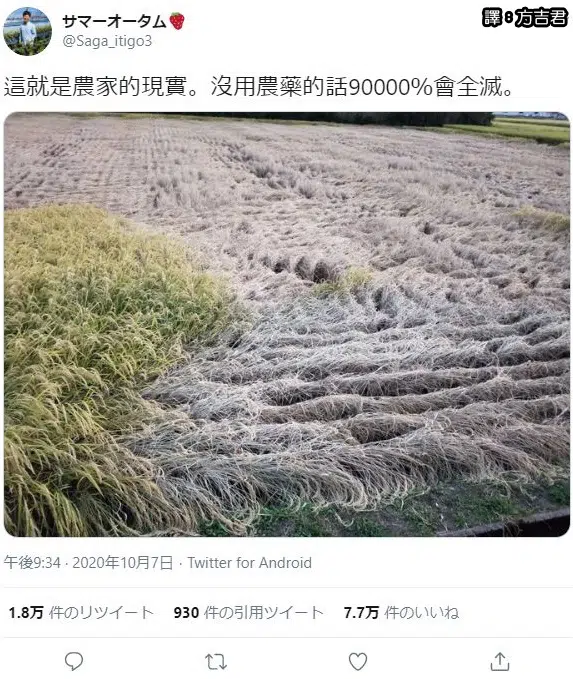 サマーオータム🍓
譯:方吉君
@Saga_itigo3
這就是農家的現實。沒用農藥的話90000%會全滅。
午後9:34 · 2020年10月7日 · Twitter for Android
1.8万 件のリツイート 930 件の引用ツイート 7.7万 件のいいね